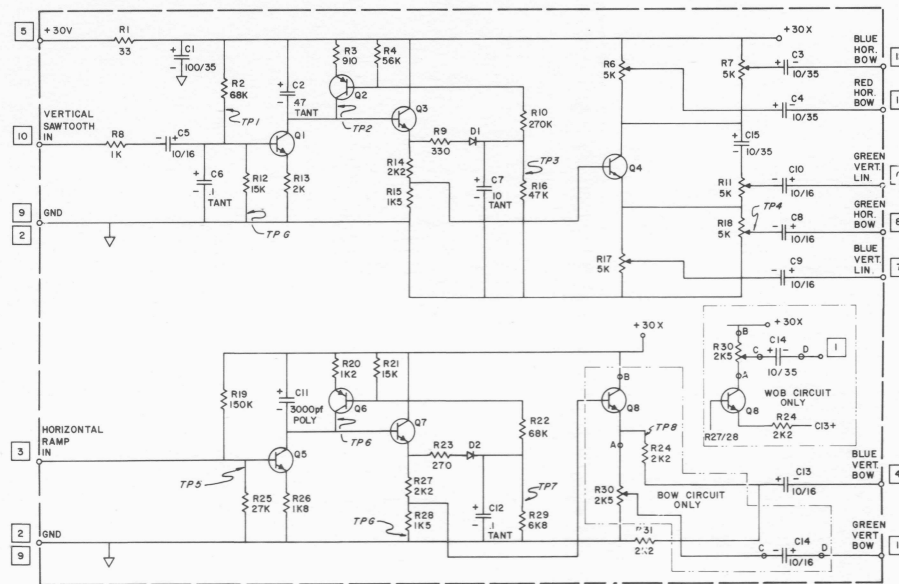 5
+30V
R1
33
C1
100/35
R2
68K
TP1
10
VERTICAL
SAWTOOTH
IN
R8
1K
C5
10/16
C6
.1
TANT
R12
15K
TPG
9
GND
2
C2
.47
TANT
Q1
R13
2K
R3
910
R4
56K
Q2
TP2
Q3
R9
330
D1
R10
270K
TP3
R14
2K2
R15
1K5
C7
10
TANT
R16
47K
Q4
R6
5K
R17
5K
+30X
R7
5K
C15
10/35
R11
5K
TP4
R18
5K
C3
10/35
BLUE
HOR.
BOW
C4
10/35
RED
HOR.
BOW
C10
10/16
GREEN
VERT.
LIN.
C8
10/16
GREEN
HOR.
BOW
C9
10/16
BLUE
VERT.
LIN.
7
3
HORIZONTAL
RAMP
IN
R19
150K
TP5
R25
27K
2
GND
9
C11
3000pf
POLY
Q5
R26
1K8
R20
1K2
R21
15K
Q6
TP6
Q7
R23
270
D2
R22
68K
TP7
R27
2K2
R28
1K5
TPG
C12
.1
TANT
R29
6K8
+30X
B
Q8
A
TP8
R24
2K2
R30
2K5
BOW CIRCUIT
ONLY
R31
2K2
C
C14
D
10/16
C13
10/16
BLUE
VERT.
BOW
4
GREEN
VERT
BOW
+30X
B
R30
2K5
C
C14
D
10/35
1
A
WOB CIRCUIT
ONLY
Q8
R24
2K2
C13+
R27/28